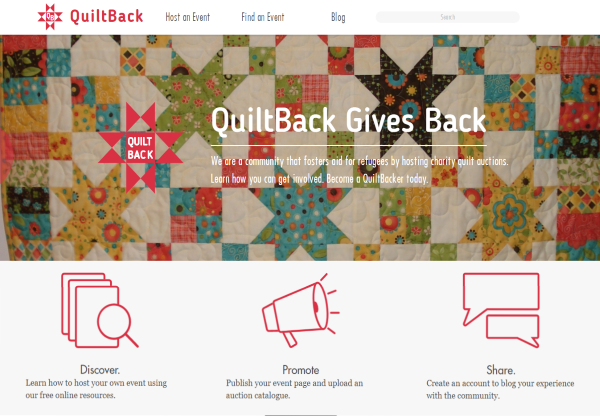 QuiltBack
Host an Event
Find an Event
Blog
Search
QUILT
BACK
QuiltBack Gives Back
We are a community that fosters aid for refugees by hosting charity quilt auctions.
Learn how you can get involved. Become a QuiltBacker today.
Discover.
Learn how to host your own event using
our free online resources.
Promote
Publish your event page and upload an
auction catalogue.
Share.
Create an account to blog your experience
with the community.